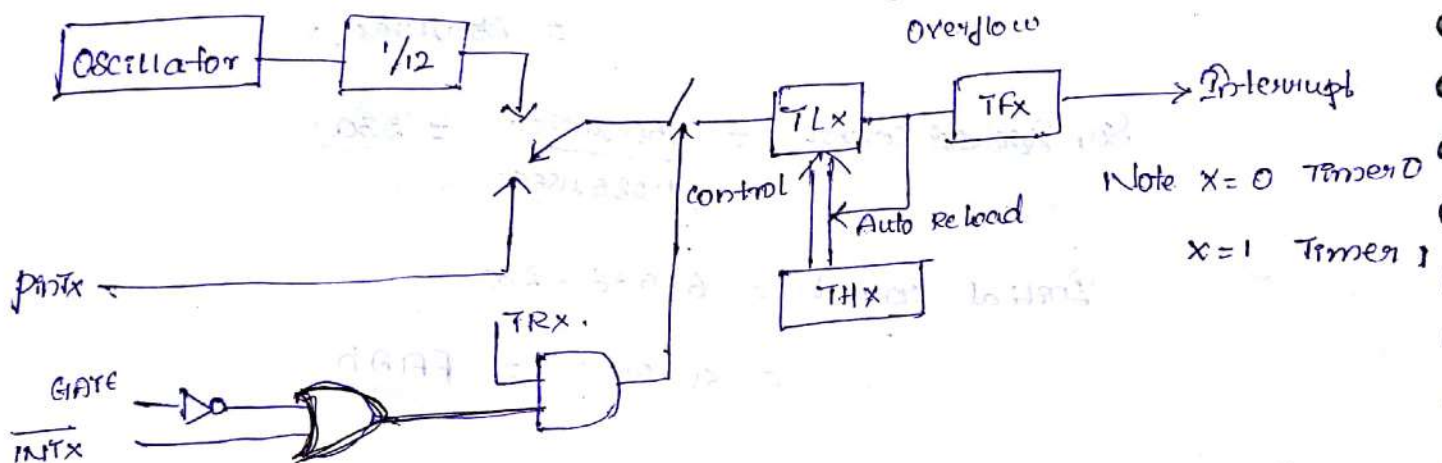 Overflow
Oscillator
1/12
TLx
TFx
Interrupt
control
Auto Reload
Note x=0 Timer0
x=1 Timer 1
THX
PinTx
TRX.
GATE
INTX